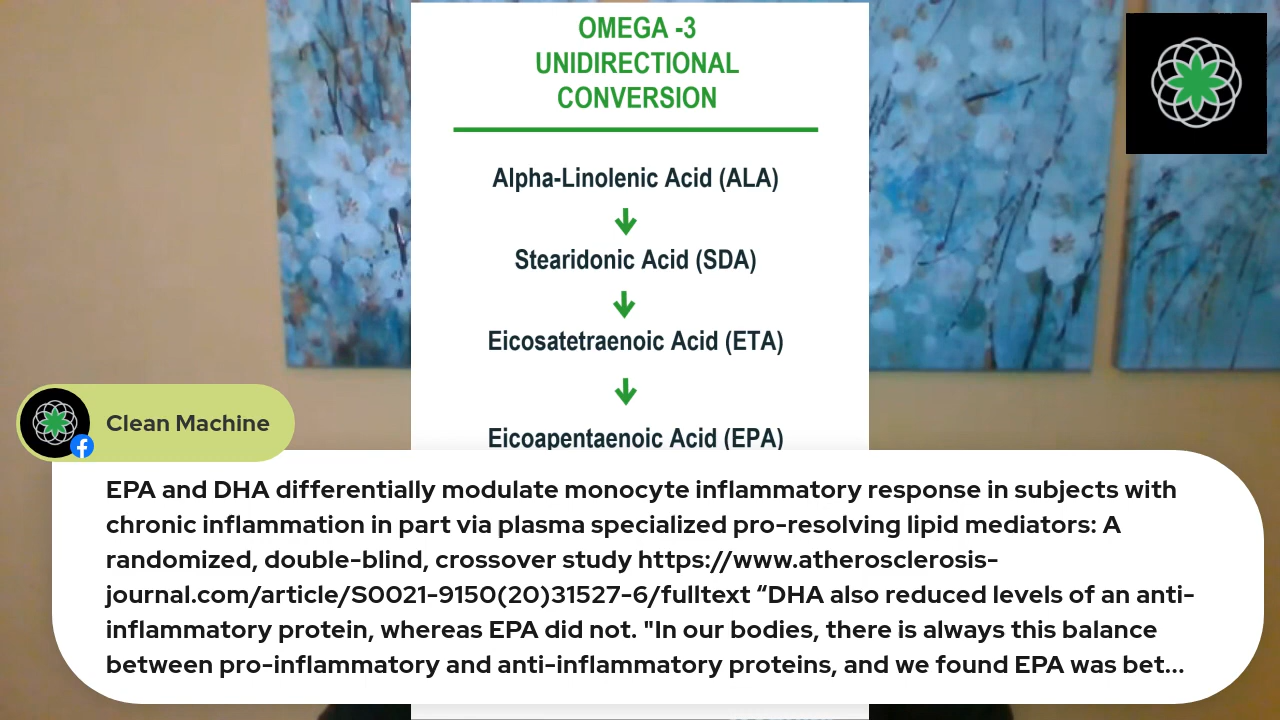 OMEGA -3
UNIDIRECTIONAL
CONVERSION
Alpha-Linolenic Acid (ALA)
Stearidonic Acid (SDA)
Eicosatetraenoic Acid (ETA)
Eicoapentaenoic Acid (EPA)
Clean Machine
EPA and DHA differentially modulate monocyte inflammatory response in subjects with
chronic inflammation in part via plasma specialized pro-resolving lipid mediators: A
randomized, double-blind, crossover study https://www.atherosclerosis-
journal.com/article/S0021-9150(20)31527-6/fulltext “DHA also reduced levels of an anti-
inflammatory protein, whereas EPA did not. "In our bodies, there is always this balance
between pro-inflammatory and anti-inflammatory proteins, and we found EPA was bet...